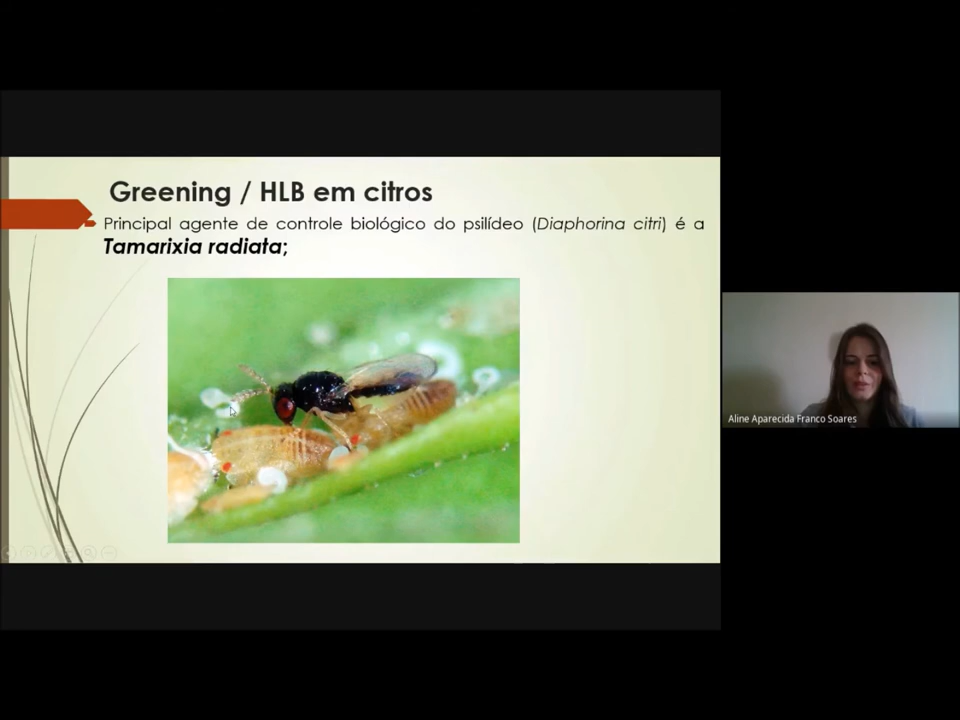 Greening / HLB em citros
Principal agente de controle biológico do psilídeo (Diaphorina citri) é a
Tamarixia radiata;
Aline Aparecida Franco Soares